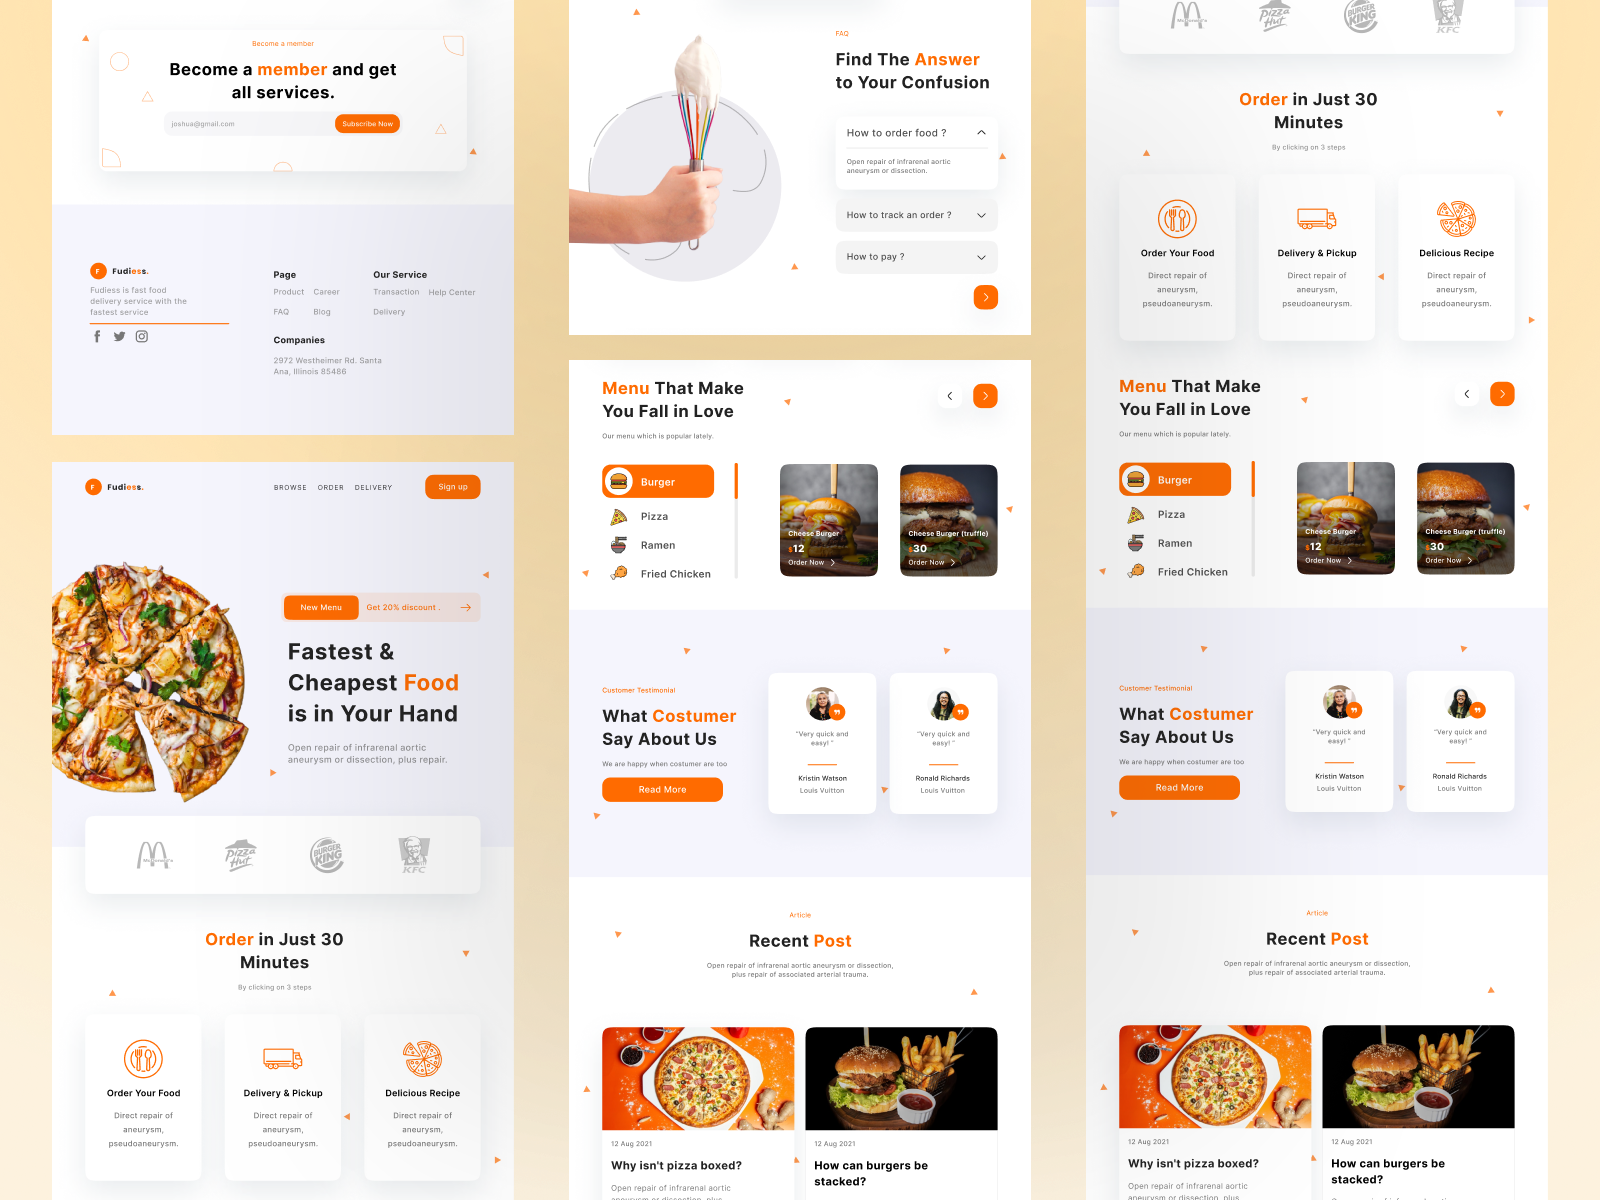 Become a member
Become a member and get
all services.
joshua@gmail.com
Subscribe Now
F Fudiess.
Fudiess is fast food
delivery service with the
fastest service
Page
Product Career
FAQ Blog
Our Service
Transaction Help Center
Delivery
Companies
2972 Westheimer Rd. Santa
Ana, Illinois 85486
F Fudiess.
BROWSE ORDER DELIVERY
Sign up
New Menu Get 20% discount .
Fastest &
Cheapest Food
is in Your Hand
Open repair of infrarenal aortic
aneurysm or dissection, plus repair.
McDonald's
Pizza Hut
BURGER KING
KFC
Order in Just 30
Minutes
By clicking on 3 steps
Order Your Food
Direct repair of
aneurysm,
pseudoaneurysm.
Delivery & Pickup
Direct repair of
aneurysm,
pseudoaneurysm.
Delicious Recipe
Direct repair of
aneurysm,
pseudoaneurysm.
FAQ
Find The Answer
to Your Confusion
How to order food ?
Open repair of infrarenal aortic
aneurysm or dissection.
How to track an order ?
How to pay ?
Menu That Make
You Fall in Love
Our menu which is popular lately.
Burger
Pizza
Ramen
Fried Chicken
Cheese Burger
$12
Order Now
Cheese Burger (truffle)
$30
Order Now
Customer Testimonial
What Costumer
Say About Us
We are happy when costumer are too
Read More
"Very quick and
easy! "
Kristin Watson
Louis Vuitton
"Very quick and
easy! "
Ronald Richards
Louis Vuitton
Article
Recent Post
Open repair of infrarenal aortic aneurysm or dissection,
plus repair of associated arterial trauma.
12 Aug 2021
Why isn't pizza boxed?
Open repair of infrarenal aortic
aneurysm or dissection, plus
12 Aug 2021
How can burgers be
stacked?
McDonald's
Pizza Hut
BURGER KING
KFC
Order in Just 30
Minutes
By clicking on 3 steps
Order Your Food
Direct repair of
aneurysm,
pseudoaneurysm.
Delivery & Pickup
Direct repair of
aneurysm,
pseudoaneurysm.
Delicious Recipe
Direct repair of
aneurysm,
pseudoaneurysm.
Menu That Make
You Fall in Love
Our menu which is popular lately.
Burger
Pizza
Ramen
Fried Chicken
Cheese Burger
$12
Order Now
Cheese Burger (truffle)
$30
Order Now
Customer Testimonial
What Costumer
Say About Us
We are happy when costumer are too
Read More
"Very quick and
easy! "
Kristin Watson
Louis Vuitton
"Very quick and
easy! "
Ronald Richards
Louis Vuitton
Article
Recent Post
Open repair of infrarenal aortic aneurysm or dissection,
plus repair of associated arterial trauma.
12 Aug 2021
Why isn't pizza boxed?
Open repair of infrarenal aortic
12 Aug 2021
How can burgers be
stacked?